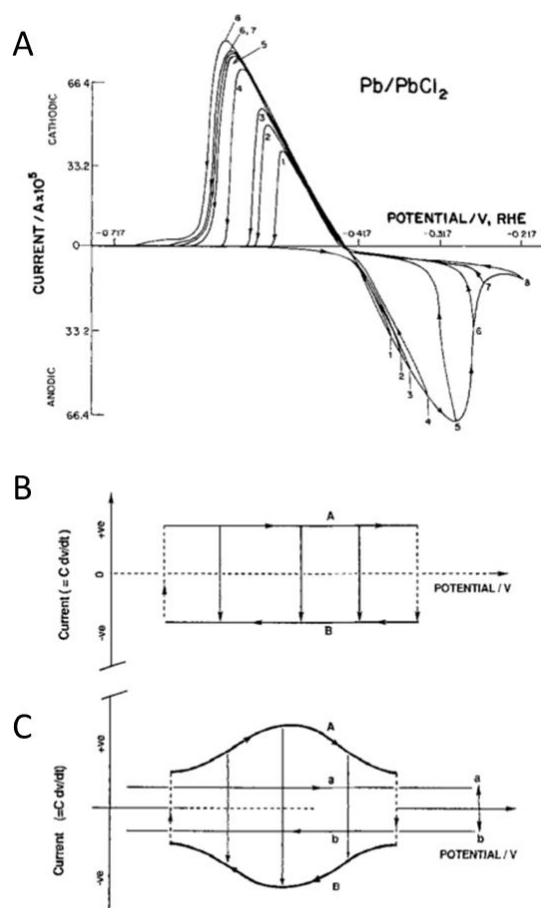 A
8
6, 7
5
4
3
2
1
66.4
33.2
0
33 2
66.4
CATHODIC
ANODIC
CURRENT / A×10⁵
Pb/PbCl₂
POTENTIAL/V, RHE
-0.717
-0.417
-0.317
-0.217
1
2
3
4
5
6
7
8
B
Current ( = C dv/dt)
+ve
0
-ve
A
B
POTENTIAL / V
C
Current (=C dv/dt)
+ve
-ve
A
a
a
b
b
B
POTENTIAL / V